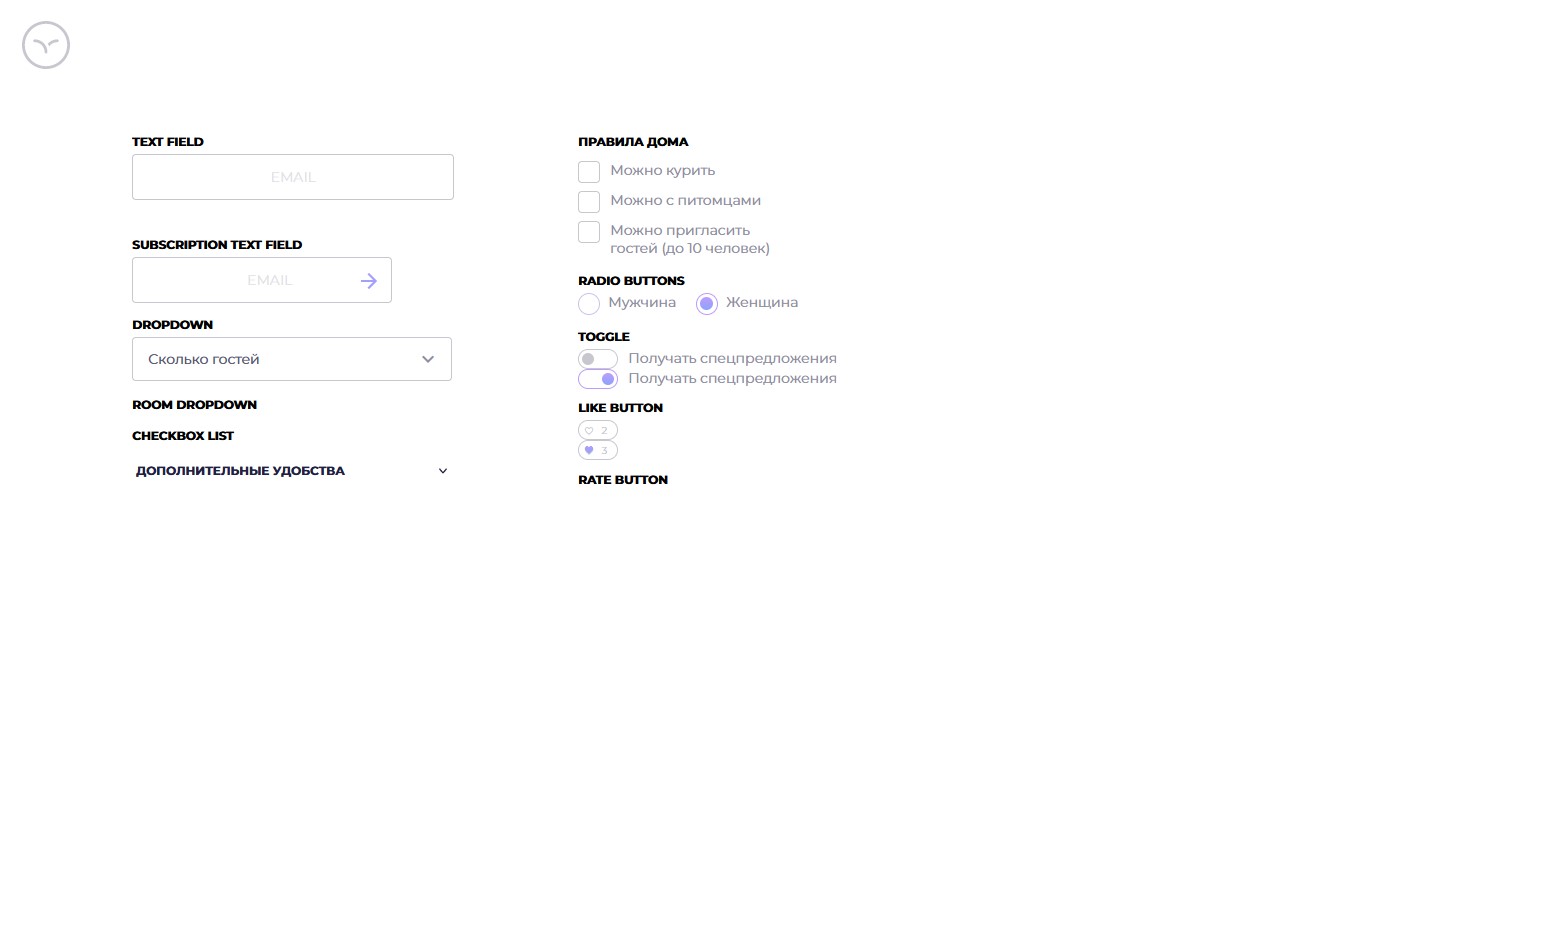 TEXT FIELD
EMAIL
SUBSCRIPTION TEXT FIELD
EMAIL
DROPDOWN
Сколько гостей
ROOM DROPDOWN
CHECKBOX LIST
ДОПОЛНИТЕЛЬНЫЕ УДОБСТВА
ПРАВИЛА ДОМА
Можно курить
Можно с питомцами
Можно пригласить
гостей (до 10 человек)
RADIO BUTTONS
Мужчина
Женщина
TOGGLE
Получать спецпредложения
Получать спецпредложения
LIKE BUTTON
2
3
RATE BUTTON